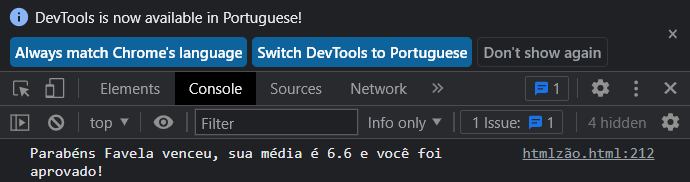 DevTools is now available in Portuguese!
Always match Chrome's language Switch DevTools to Portuguese Don't show again
Elements Console Sources Network 1
top Filter Info only 1 Issue: 1 4 hidden
Parabéns Favela venceu, sua média é 6.6 e você foi htmlzão.html:212
aprovado!